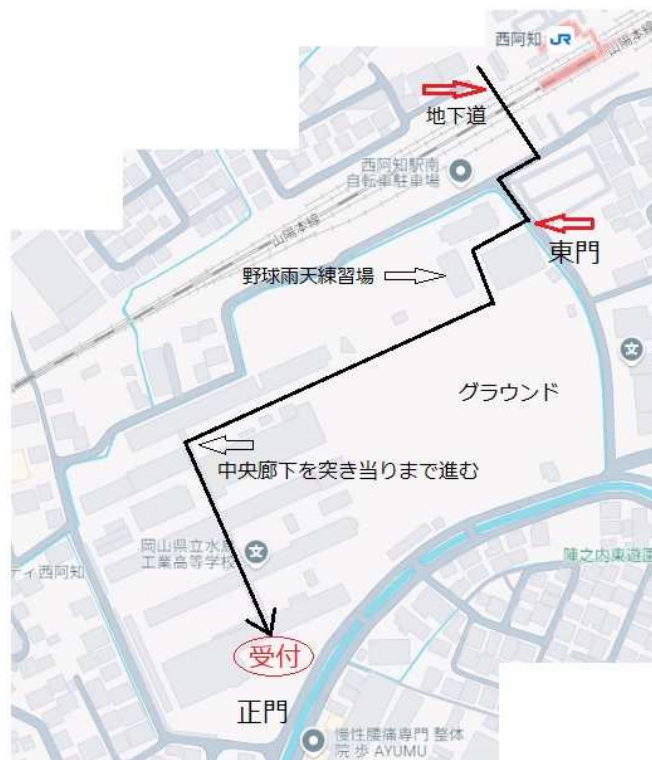 西阿知 JR
山陽本線
地下道
西阿知駅南
自転車駐車場
東門
山陽本線
野球雨天練習場
文
グラウンド
中央廊下を突き当りまで進む
岡山県立水島
工業高等学校
文
ティ西阿知
陣之内東遊園
受付
正門
慢性腰痛専門 整体
院 歩 AYUMU